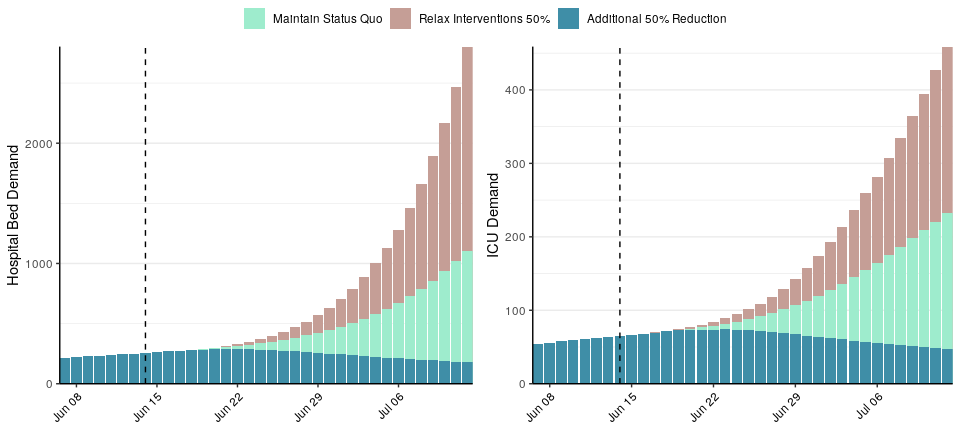 Maintain Status Quo Relax Interventions 50% Additional 50% Reduction
Hospital Bed Demand
2000
1000
0
Jun 08 Jun 15 Jun 22 Jun 29 Jul 06
ICU Demand
400
300
200
100
0
Jun 08 Jun 15 Jun 22 Jun 29 Jul 06